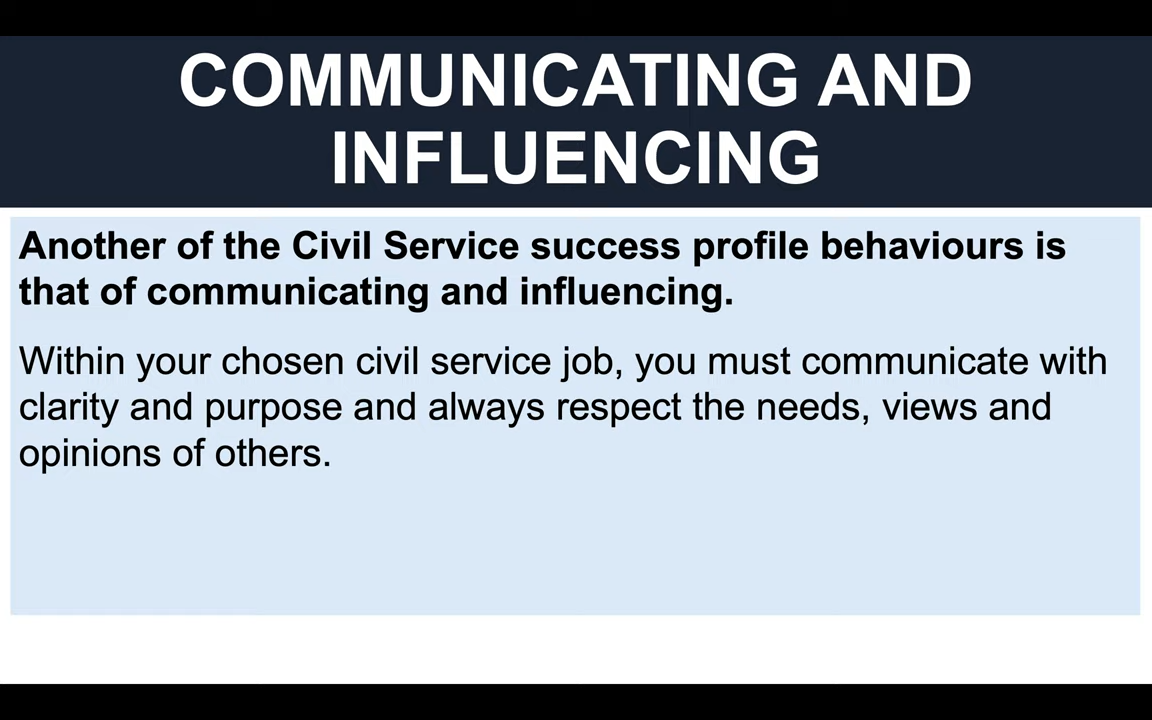 COMMUNICATING AND
INFLUENCING
Another of the Civil Service success profile behaviours is
that of communicating and influencing.
Within your chosen civil service job, you must communicate with
clarity and purpose and always respect the needs, views and
opinions of others.